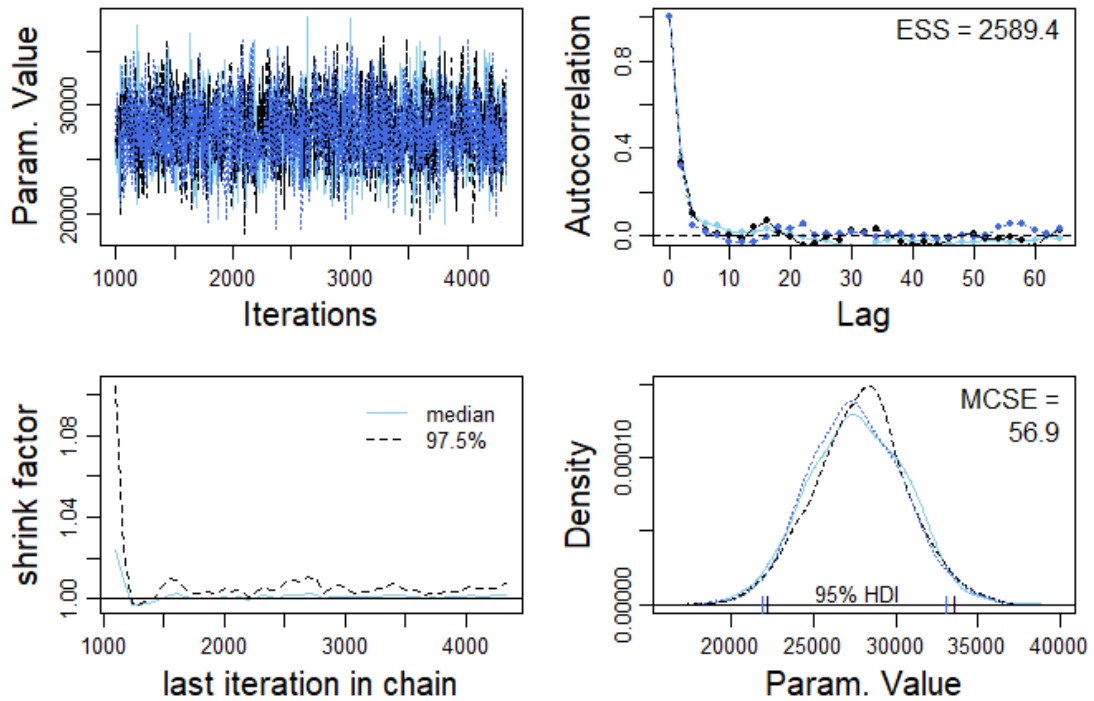 Param. Value
20000
30000
1000
2000
3000
4000
Iterations
ESS = 2589.4
Autocorrelation
0.0
0.4
0.8
0
10
20
30
40
50
60
Lag
shrink factor
1.00
1.04
1.08
median
97.5%
1000
2000
3000
4000
last iteration in chain
MCSE =
56.9
Density
0.00000
0.00010
95% HDI
20000
25000
30000
35000
40000
Param. Value